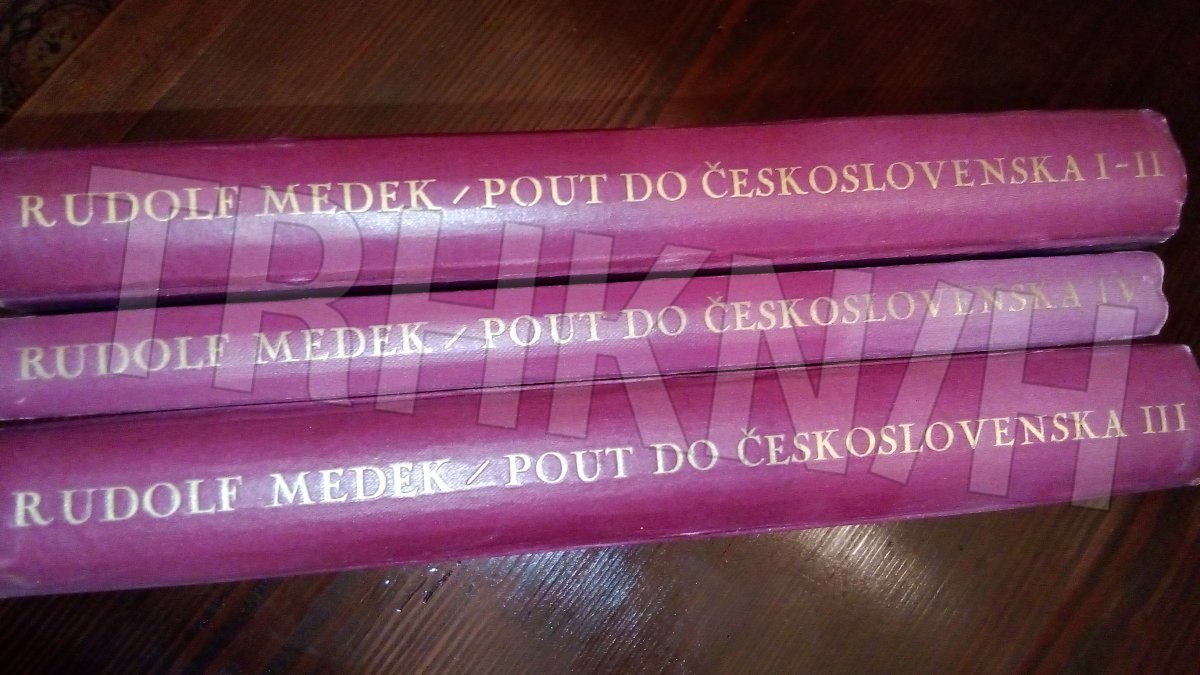 RUDOLF MEDEK / POUT DO ČESKOSLOVENSKA I-II
RUDOLF MEDEK / POUT DO ČESKOSLOVENSKA IV
RUDOLF MEDEK / POUT DO ČESKOSLOVENSKA III
TRHKNIH